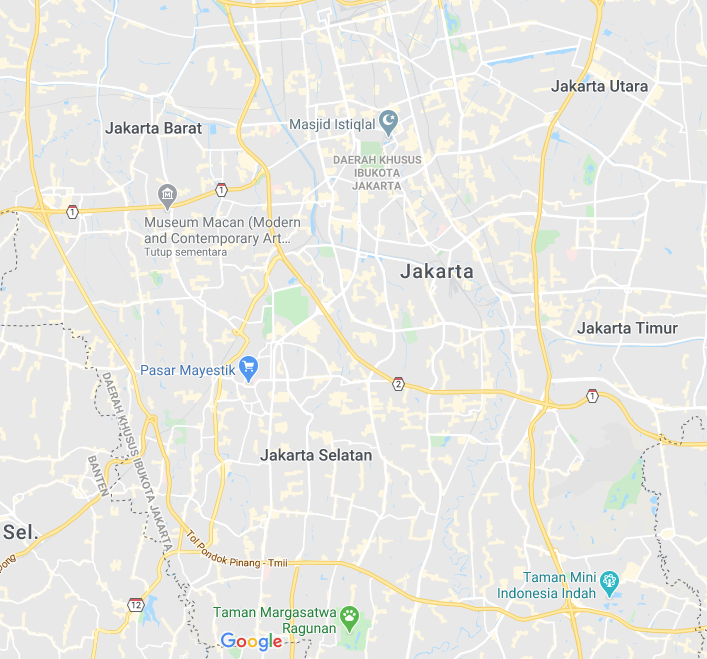 Jakarta Utara
Masjid Istiqlal
Jakarta Barat
DAERAH KHUSUS
IBUKOTA
JAKARTA
1
1
Museum Macan (Modern
and Contemporary Art...
Tutup sementara
Jakarta
Jakarta Timur
Pasar Mayestik
2
1
DAERAH KHUSUS IBUKOTA JAKARTA
BANTEN
Jakarta Selatan
Sel.
Tol Pondok Pinang - Tmii
Taman Mini
Indonesia Indah
12
Taman Margasatwa
Ragunan
Google